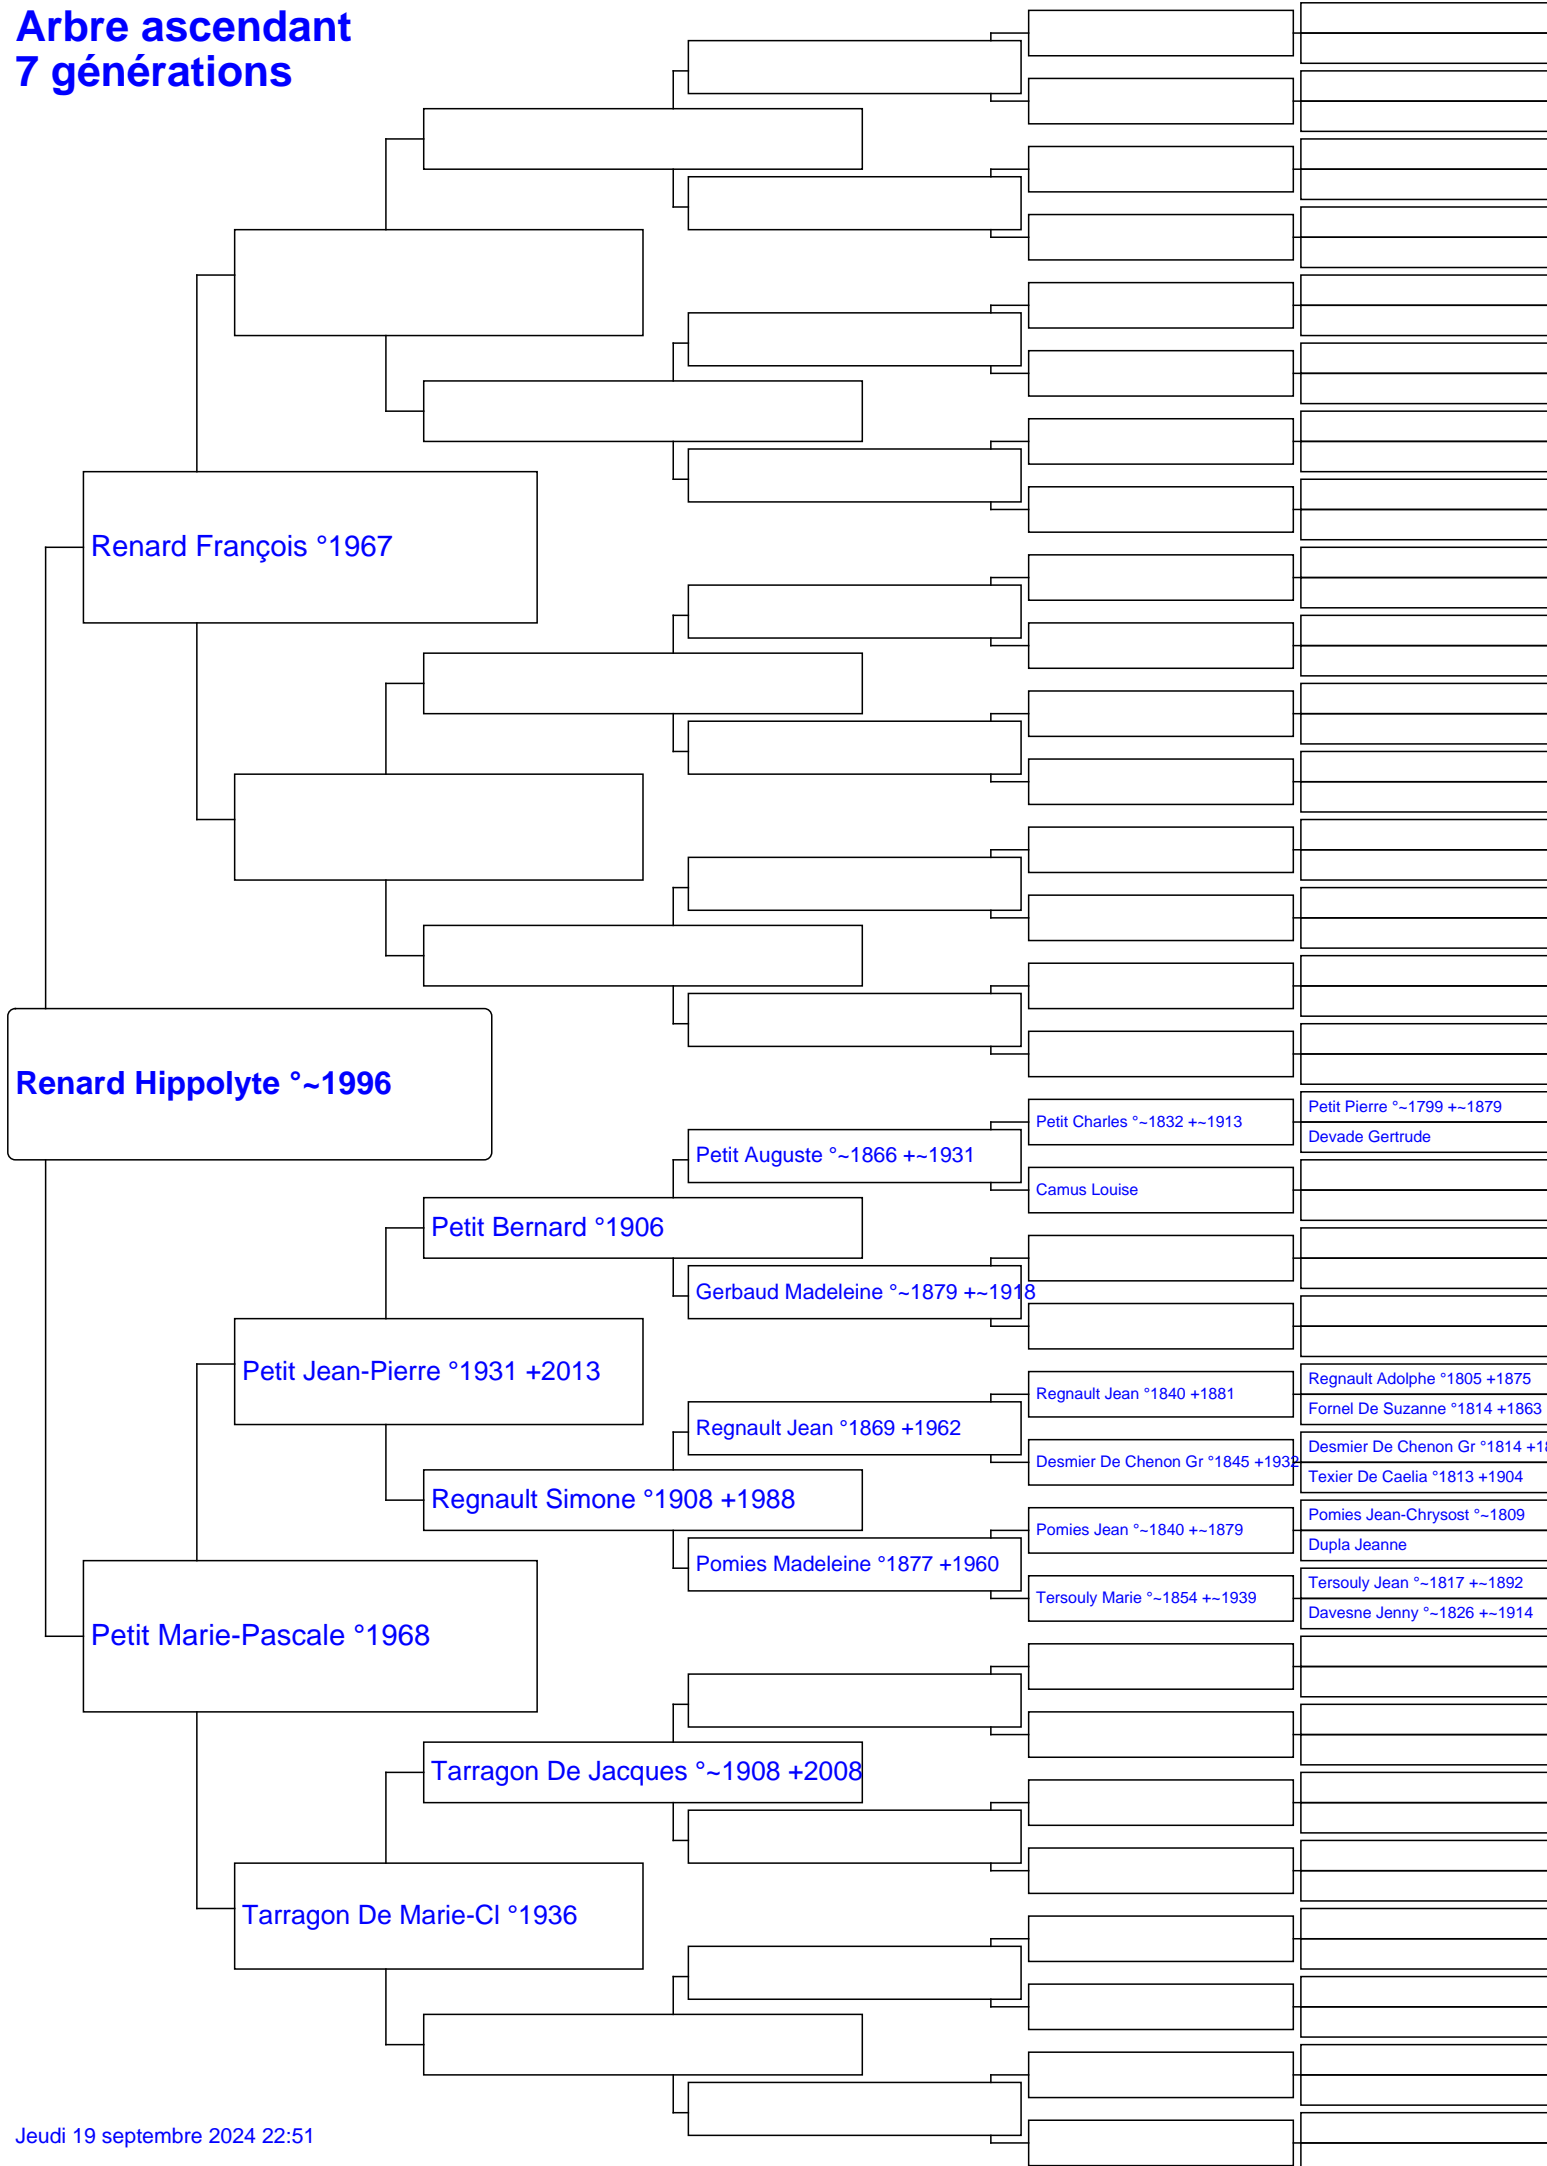 Arbre ascendant
7 générations
Renard François °1967
Renard Hippolyte °~1996
Petit Pierre °~1799 +~1879
Petit Charles °~1832 +~1913
Devade Gertrude
Petit Auguste °~1866 +~1931
Camus Louise
Petit Bernard °1906
Gerbaud Madeleine °~1879 +~1918
Petit Jean-Pierre °1931 +2013
Regnault Adolphe °1805 +1875
Regnault Jean °1840 +1881
Fornel De Suzanne °1814 +1863
Regnault Jean °1869 +1962
Desmier De Chenon Gr °1814 +18
Desmier De Chenon Gr °1845 +1932
Texier De Caelia °1813 +1904
Regnault Simone °1908 +1988
Pomies Jean-Chrysost °~1809
Pomies Jean °~1840 +~1879
Dupla Jeanne
Pomies Madeleine °1877 +1960
Tersouly Jean °~1817 +~1892
Tersouly Marie °~1854 +~1939
Davesne Jenny °~1826 +~1914
Petit Marie-Pascale °1968
Tarragon De Jacques °~1908 +2008
Tarragon De Marie-Cl °1936
Jeudi 19 septembre 2024 22:51